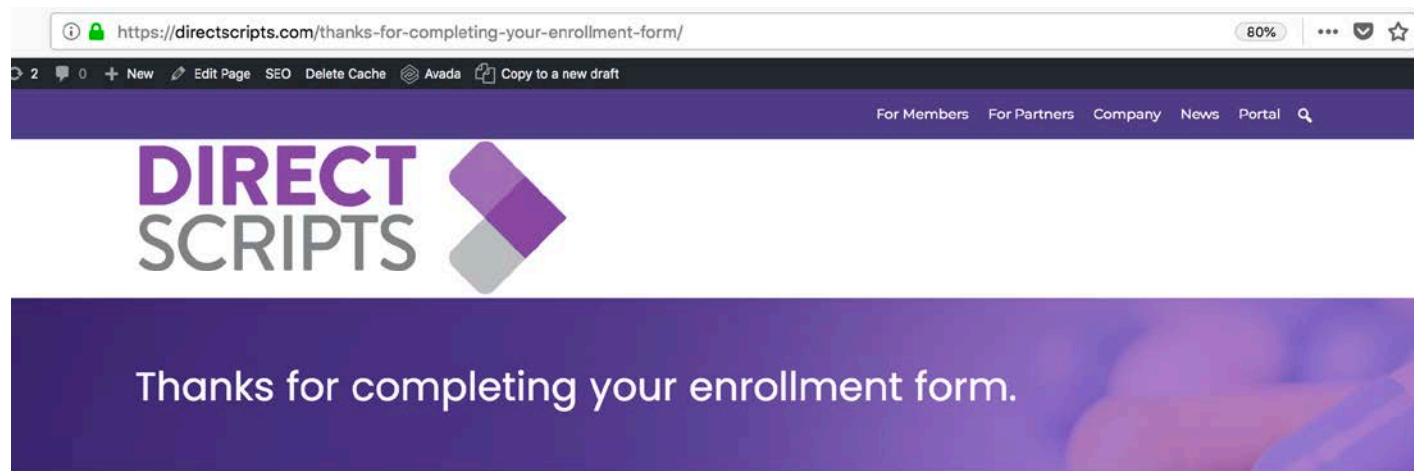 https://directscripts.com/thanks-for-completing-your-enrollment-form/ 80%
2 0 + New Edit Page SEO Delete Cache Avada Copy to a new draft
For Members For Partners Company News Portal
DIRECT
SCRIPTS
Thanks for completing your enrollment form.